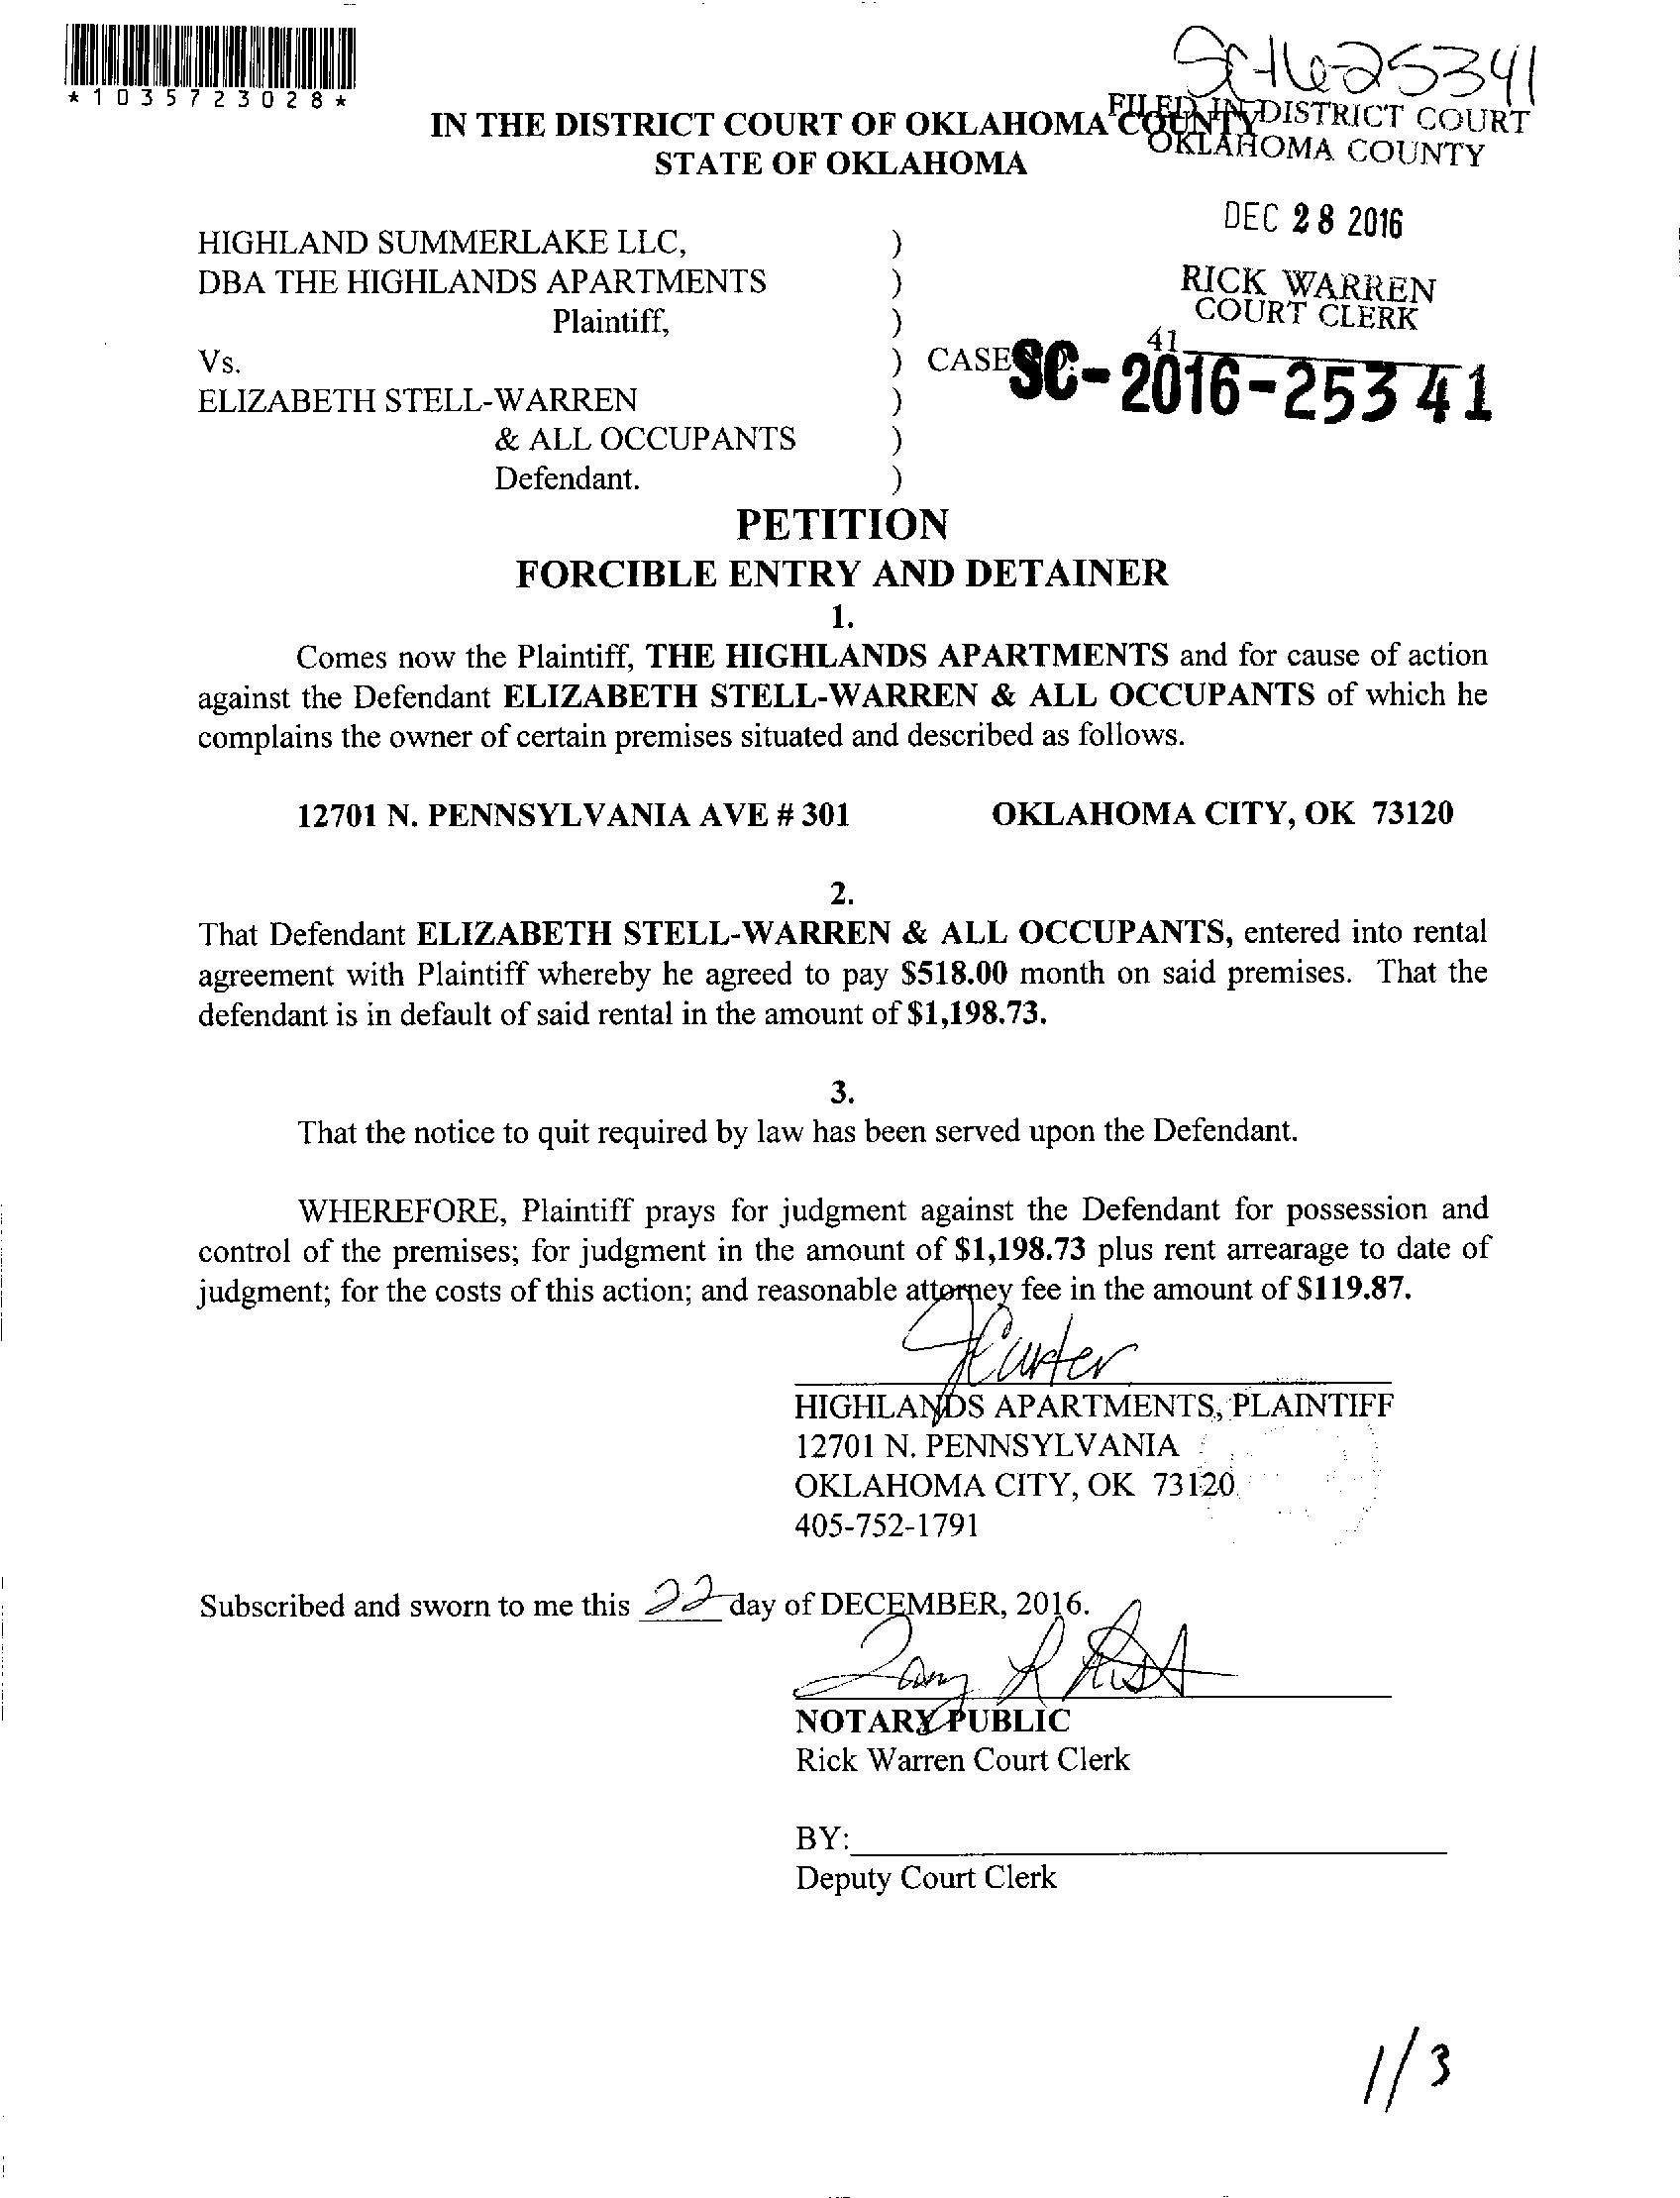 *1035723028*
SC-16-25341
IN THE DISTRICT COURT OF OKLAHOMA COUNTY
STATE OF OKLAHOMA
FILED IN DISTRICT COURT
OKLAHOMA COUNTY
DEC 28 2016
RICK WARREN
COURT CLERK
41
HIGHLAND SUMMERLAKE LLC, )
DBA THE HIGHLANDS APARTMENTS )
Plaintiff, )
Vs. ) CASE SC-2016-25341
ELIZABETH STELL-WARREN )
& ALL OCCUPANTS )
Defendant. )
PETITION
FORCIBLE ENTRY AND DETAINER
1.
Comes now the Plaintiff, THE HIGHLANDS APARTMENTS and for cause of action
against the Defendant ELIZABETH STELL-WARREN & ALL OCCUPANTS of which he
complains the owner of certain premises situated and described as follows.
12701 N. PENNSYLVANIA AVE # 301 OKLAHOMA CITY, OK 73120
2.
That Defendant ELIZABETH STELL-WARREN & ALL OCCUPANTS, entered into rental
agreement with Plaintiff whereby he agreed to pay $518.00 month on said premises. That the
defendant is in default of said rental in the amount of $1,198.73.
3.
That the notice to quit required by law has been served upon the Defendant.
WHEREFORE, Plaintiff prays for judgment against the Defendant for possession and
control of the premises; for judgment in the amount of $1,198.73 plus rent arrearage to date of
judgment; for the costs of this action; and reasonable attorney fee in the amount of $119.87.
JCarter
HIGHLANDS APARTMENTS, PLAINTIFF
12701 N. PENNSYLVANIA
OKLAHOMA CITY, OK 73120
405-752-1791
Subscribed and sworn to me this 22 day of DECEMBER, 2016.
NOTARY PUBLIC
Rick Warren Court Clerk
BY:
Deputy Court Clerk
1/3